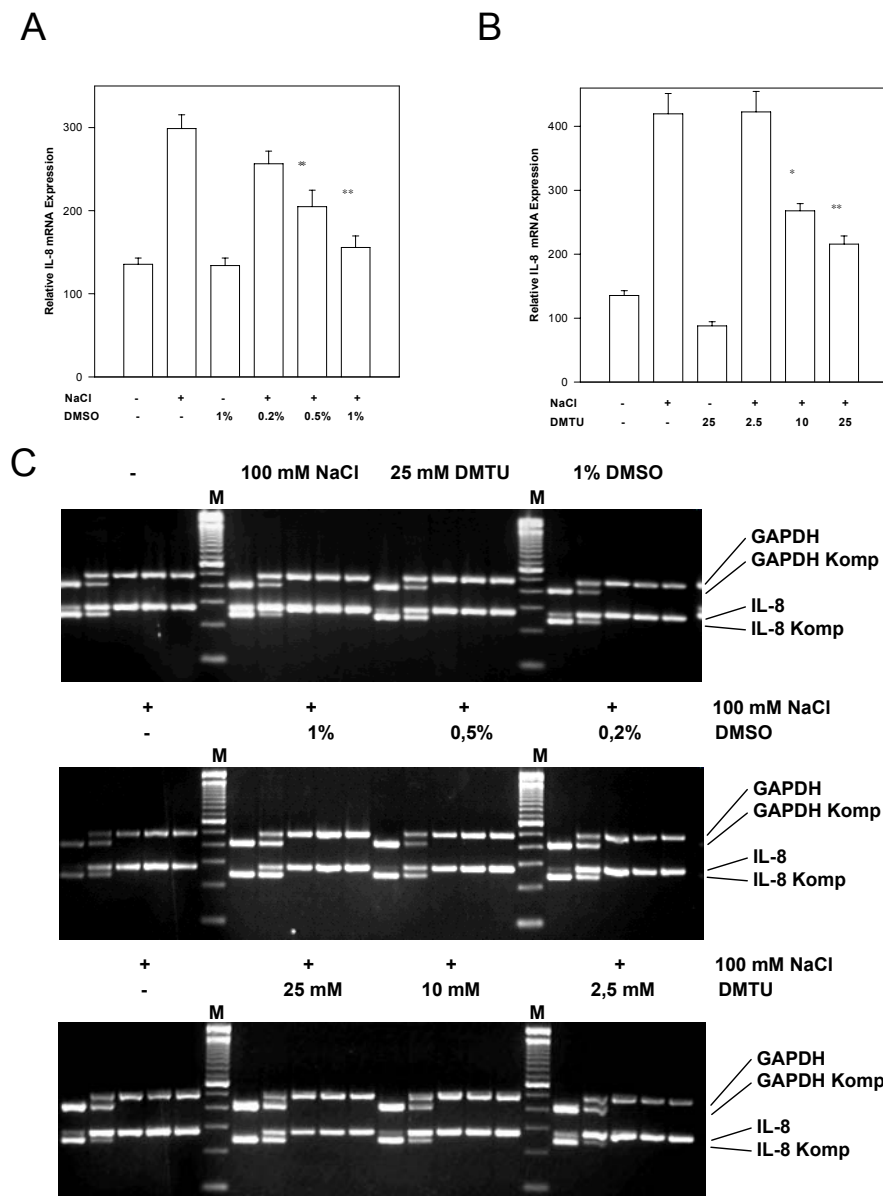 A
B
Relative IL-8 mRNA Expression
300
200
100
0
**
**
NaCl - + - + + +
DMSO - - 1% 0.2% 0.5% 1%
Relative IL-8 mRNA Expression
400
300
200
100
0
*
**
NaCl - + - + + +
DMTU - - 25 2.5 10 25
C
- 100 mM NaCl 25 mM DMTU 1% DMSO
M M
GAPDH
GAPDH Komp
IL-8
IL-8 Komp
+ + + + 100 mM NaCl
- 1% 0,5% 0,2% DMSO
M M
GAPDH
GAPDH Komp
IL-8
IL-8 Komp
+ + + + 100 mM NaCl
- 25 mM 10 mM 2,5 mM DMTU
M M
GAPDH
GAPDH Komp
IL-8
IL-8 Komp